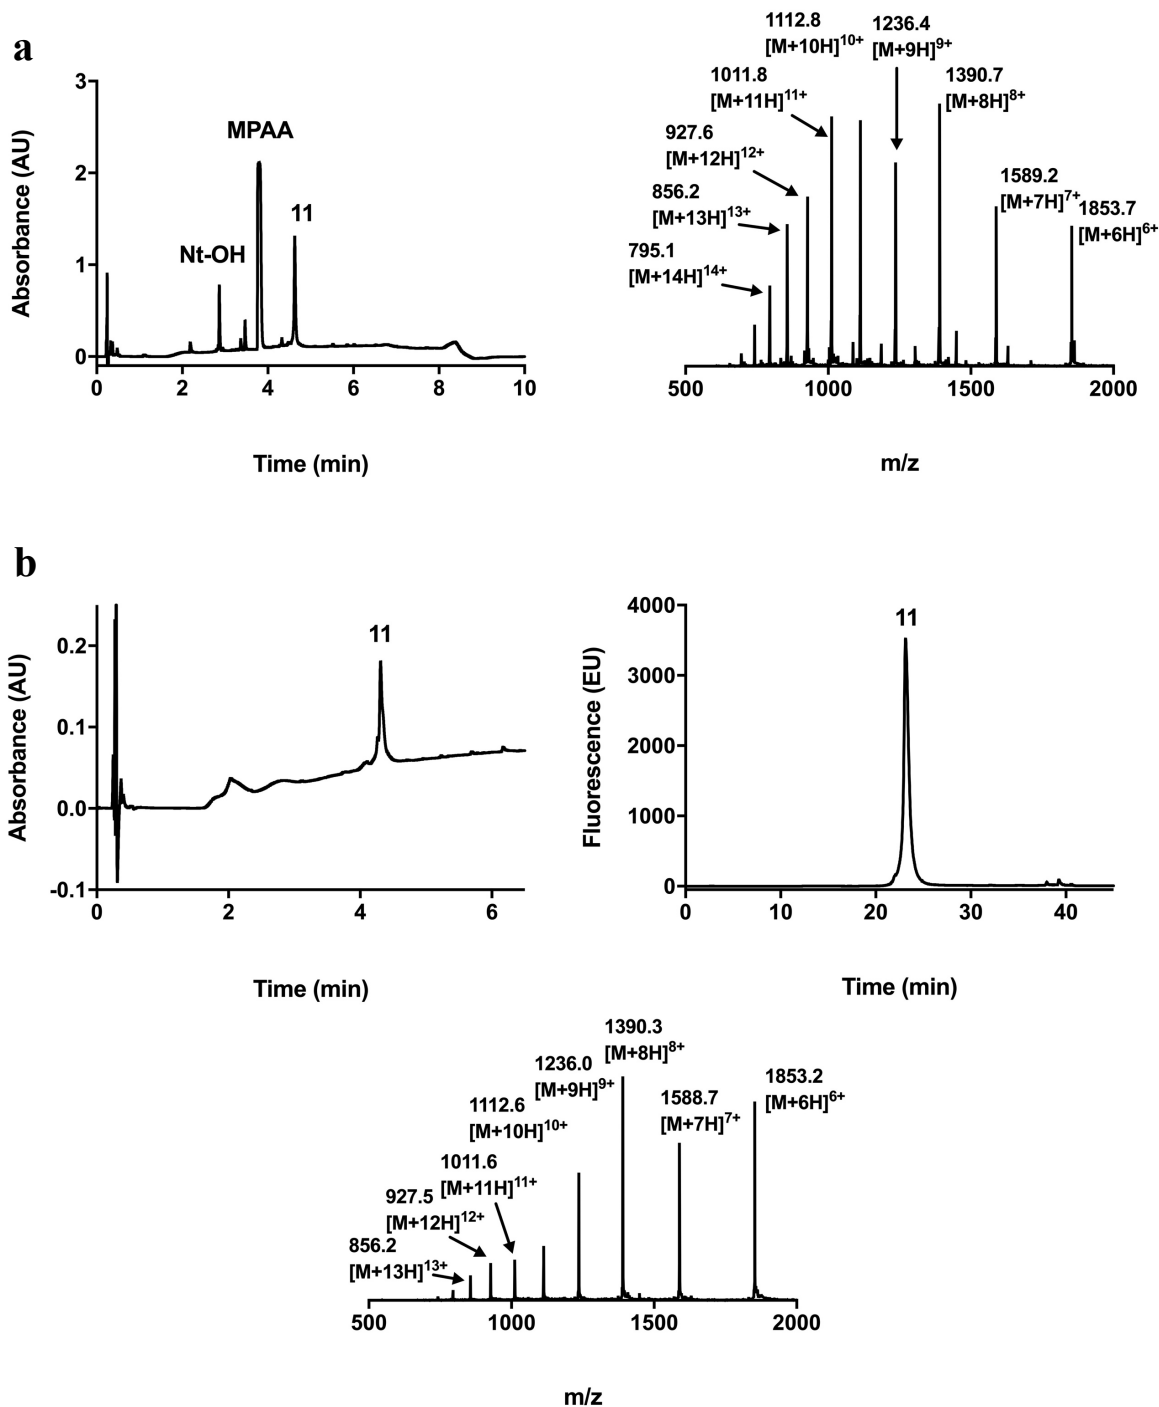 a
Absorbance (AU)
3
2
1
0
MPAA
11
Nt-OH
0 2 4 6 8 10
Time (min)
1112.8
[M+10H]10+
1236.4
[M+9H]9+
1011.8
[M+11H]11+
1390.7
[M+8H]8+
927.6
[M+12H]12+
856.2
[M+13H]13+
795.1
[M+14H]14+
1589.2
[M+7H]7+
1853.7
[M+6H]6+
500 1000 1500 2000
m/z
b
Absorbance (AU)
0.2
0.1
0.0
-0.1
11
0 2 4 6
Time (min)
Fluorescence (EU)
4000
3000
2000
1000
0
11
0 10 20 30 40
Time (min)
1390.3
[M+8H]8+
1236.0
[M+9H]9+
1112.6
[M+10H]10+
1011.6
[M+11H]11+
927.5
[M+12H]12+
856.2
[M+13H]13+
1588.7
[M+7H]7+
1853.2
[M+6H]6+
500 1000 1500 2000
m/z